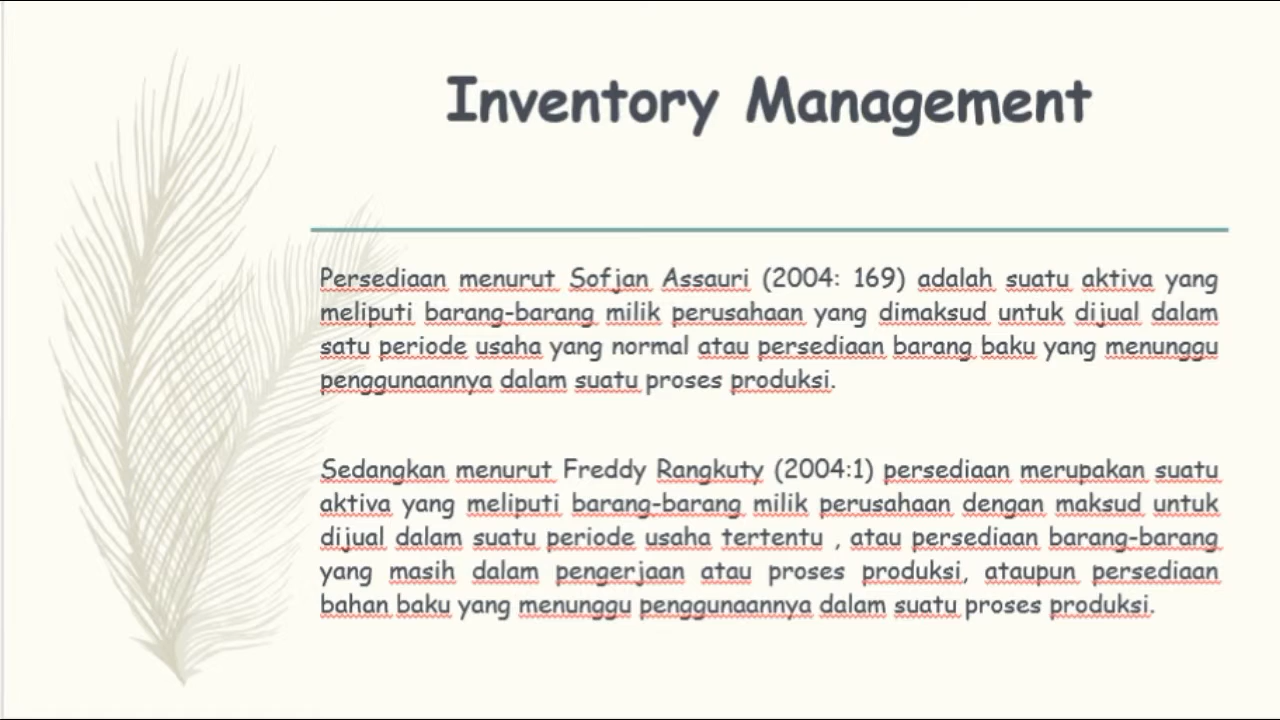 Inventory Management
Persediaan menurut Sofjan Assauri (2004: 169) adalah suatu aktiva yang
meliputi barang-barang milik perusahaan yang dimaksud untuk dijual dalam
satu periode usaha yang normal atau persediaan barang baku yang menunggu
penggunaannya dalam suatu proses produksi.
Sedangkan menurut Freddy Rangkuty (2004:1) persediaan merupakan suatu
aktiva yang meliputi barang-barang milik perusahaan dengan maksud untuk
dijual dalam suatu periode usaha tertentu , atau persediaan barang-barang
yang masih dalam pengerjaan atau proses produksi, ataupun persediaan
bahan baku yang menunggu penggunaannya dalam suatu proses produksi.